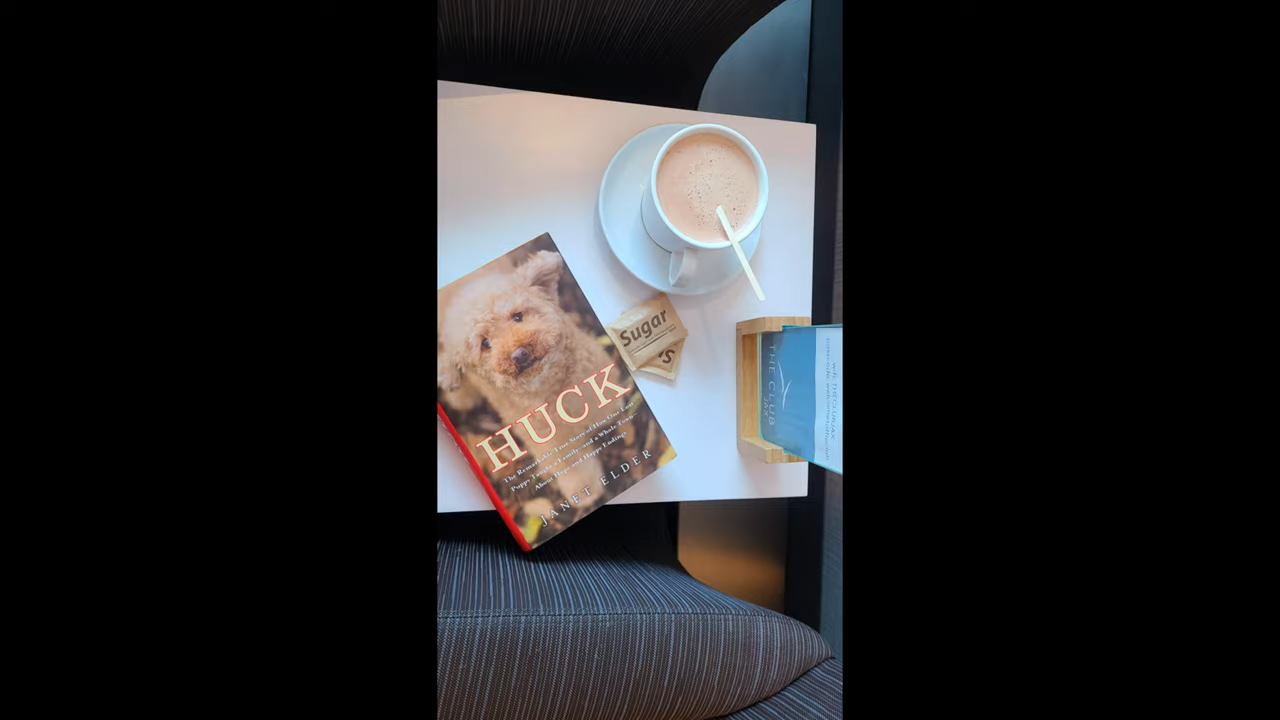 Sugar
HUCK
The Remarkable True Story of How One Lost
Puppy Taught a Family—and a Whole Town—
About Hope and Happy Endings
JANET ELDER
THE CLUB
JAX